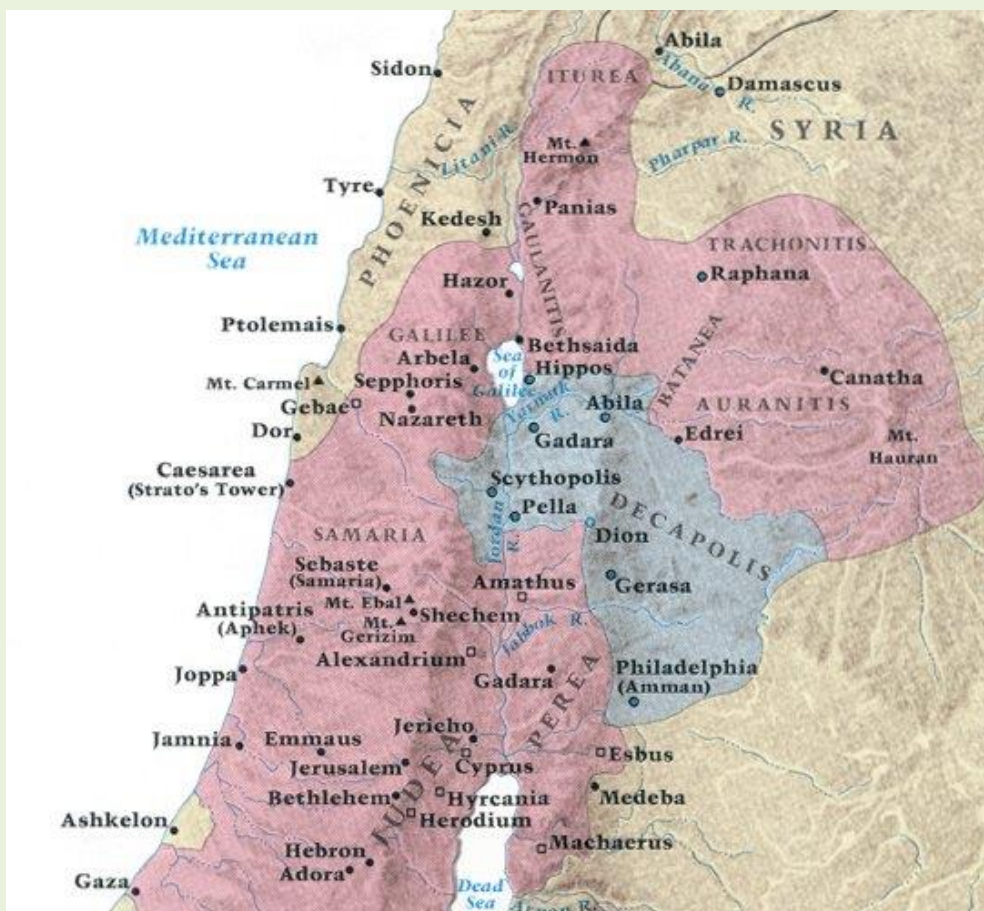 Abila
Sidon
ITUREA
Abana R.
Damascus
SYRIA
PHOENICIA
Litani R.
Mt.
Hermon
Pharpar R.
Tyre
Panias
Kedesh
Mediterranean
Sea
GAULANITIS
TRACHONITIS
Raphana
Hazor
Ptolemais
GALILEE
Bethsaida
Arbela
Sea
of
Galilee
Hippos
BATANEA
Mt. Carmel
Sepphoris
Canatha
Gebae
Nazareth
Yarmuk
R.
Abila
AURANITIS
Dor
Gadara
Edrei
Mt.
Hauran
Caesarea
(Strato's Tower)
Scythopolis
Pella
DECAPOLIS
Jordan
R.
Dion
SAMARIA
Sebaste
(Samaria)
Amathus
Gerasa
Mt. Ebal
Shechem
Mt.
Gerizim
Antipatris
(Aphek)
Jabbok R.
Alexandrium
Joppa
Gadara
PEREA
Philadelphia
(Amman)
Jericho
Jamnia
Emmaus
Cyprus
Esbus
Jerusalem
JUDEA
Bethlehem
Hyrcania
Medeba
Herodium
Ashkelon
Machaerus
Hebron
Adora
Gaza
Dead
Sea
Arnon R.